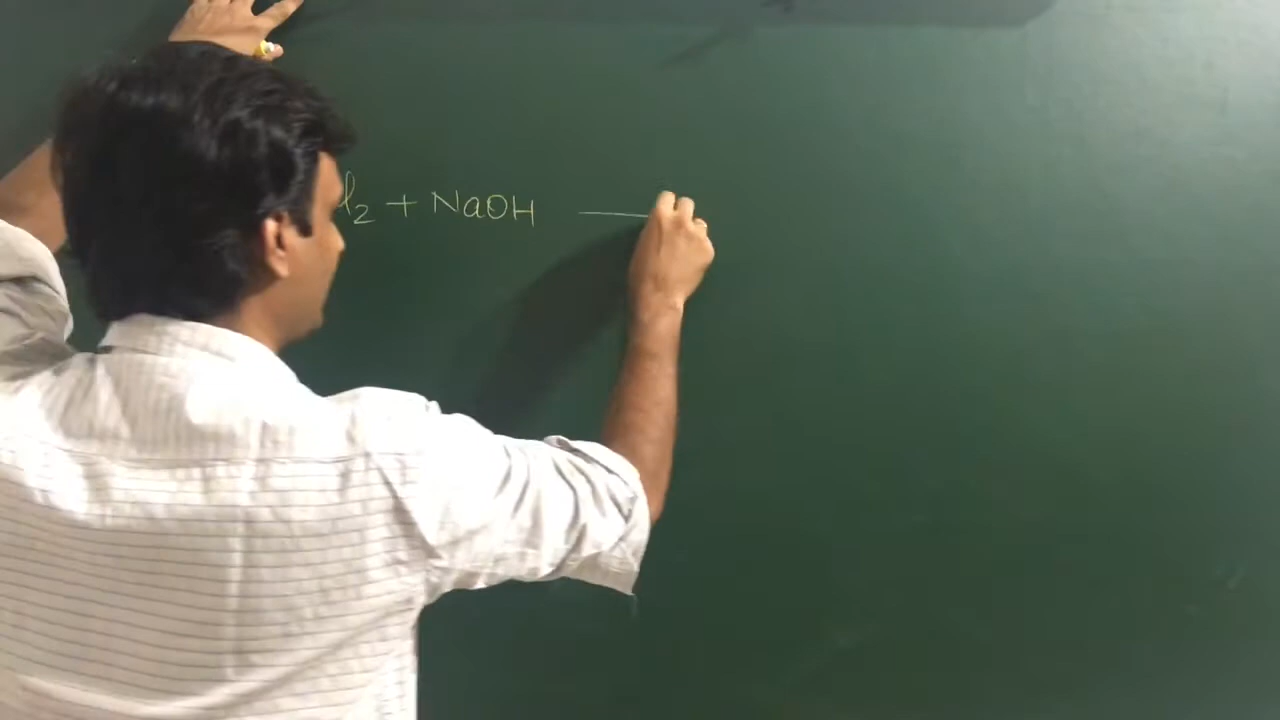 l₂ + NaOH ⟶